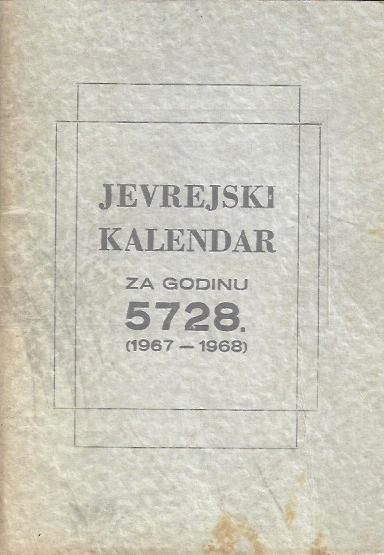 JEVREJSKI
KALENDAR
ZA GODINU
5728.
(1967 — 1968)